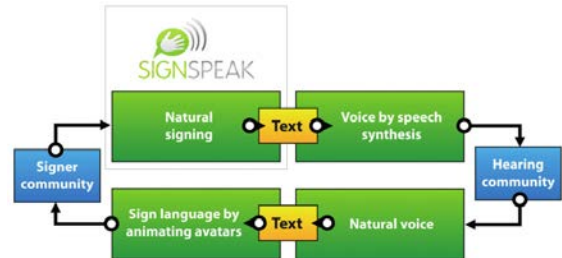 SIGNSPEAK
Natural
signing
Text
Voice by speech
synthesis
Signer
community
Hearing
community
Sign language by
animating avatars
Text
Natural voice